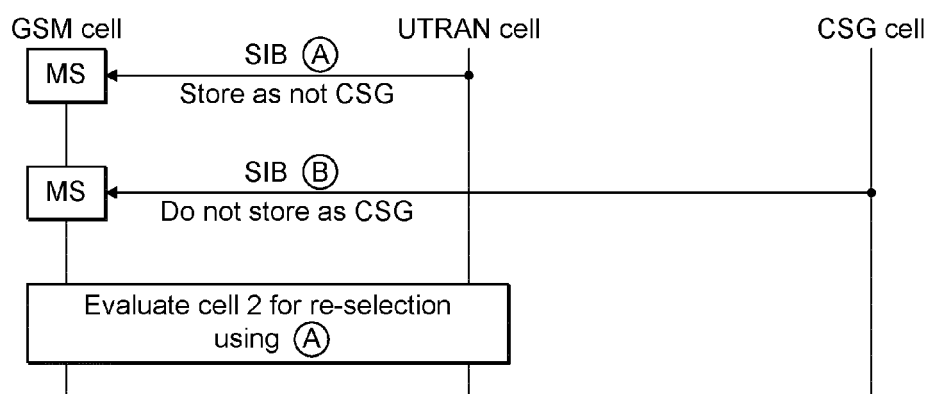 GSM cell UTRAN cell CSG cell
SIB A
MS
Store as not CSG
SIB B
MS
Do not store as CSG
Evaluate cell 2 for re-selection
using A